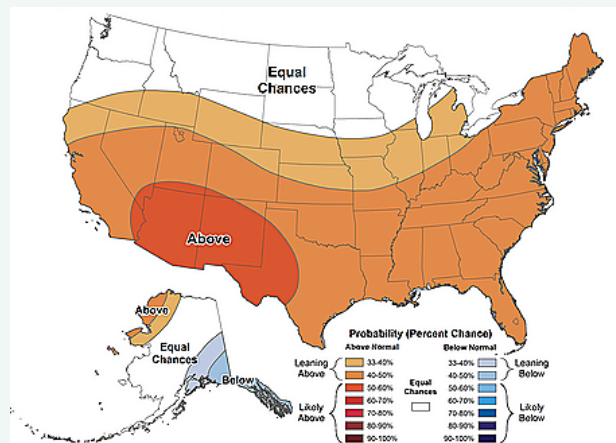 Equal
Chances
Above
Above
Equal
Chances
Below
Probability (Percent Chance)
Above Normal
Below Normal
Leaning
Above
33-40%
40-50%
Likely
Above
50-60%
60-70%
70-80%
80-90%
90-100%
Equal
Chances
33-40%
40-50%
Leaning
Below
50-60%
60-70%
70-80%
80-90%
90-100%
Likely
Below